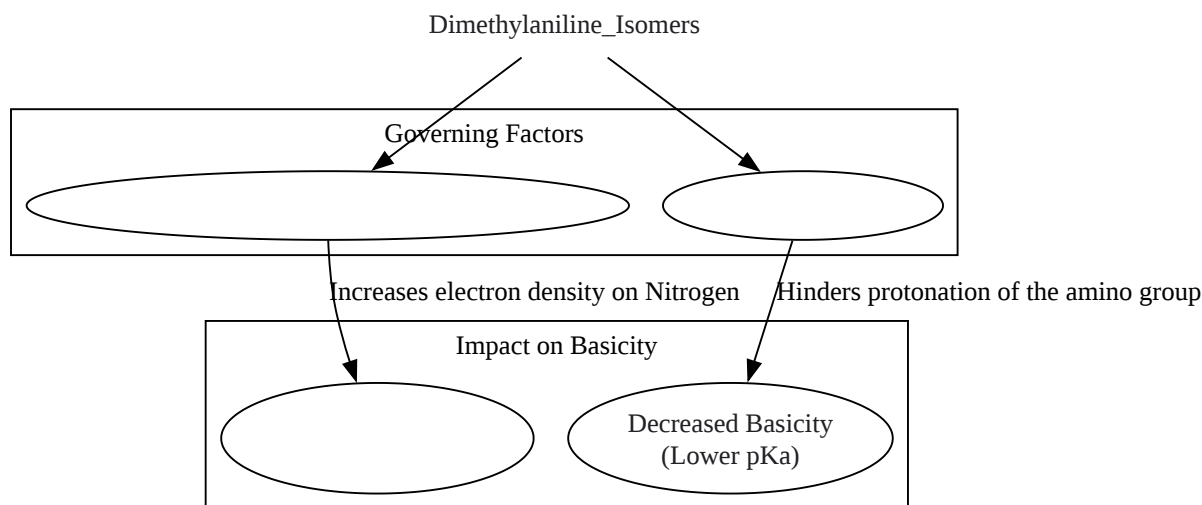 Dimethylaniline_Isomers
Governing Factors
Increases electron density on Nitrogen
Hinders protonation of the amino group
Impact on Basicity
Decreased Basicity
(Lower pKa)